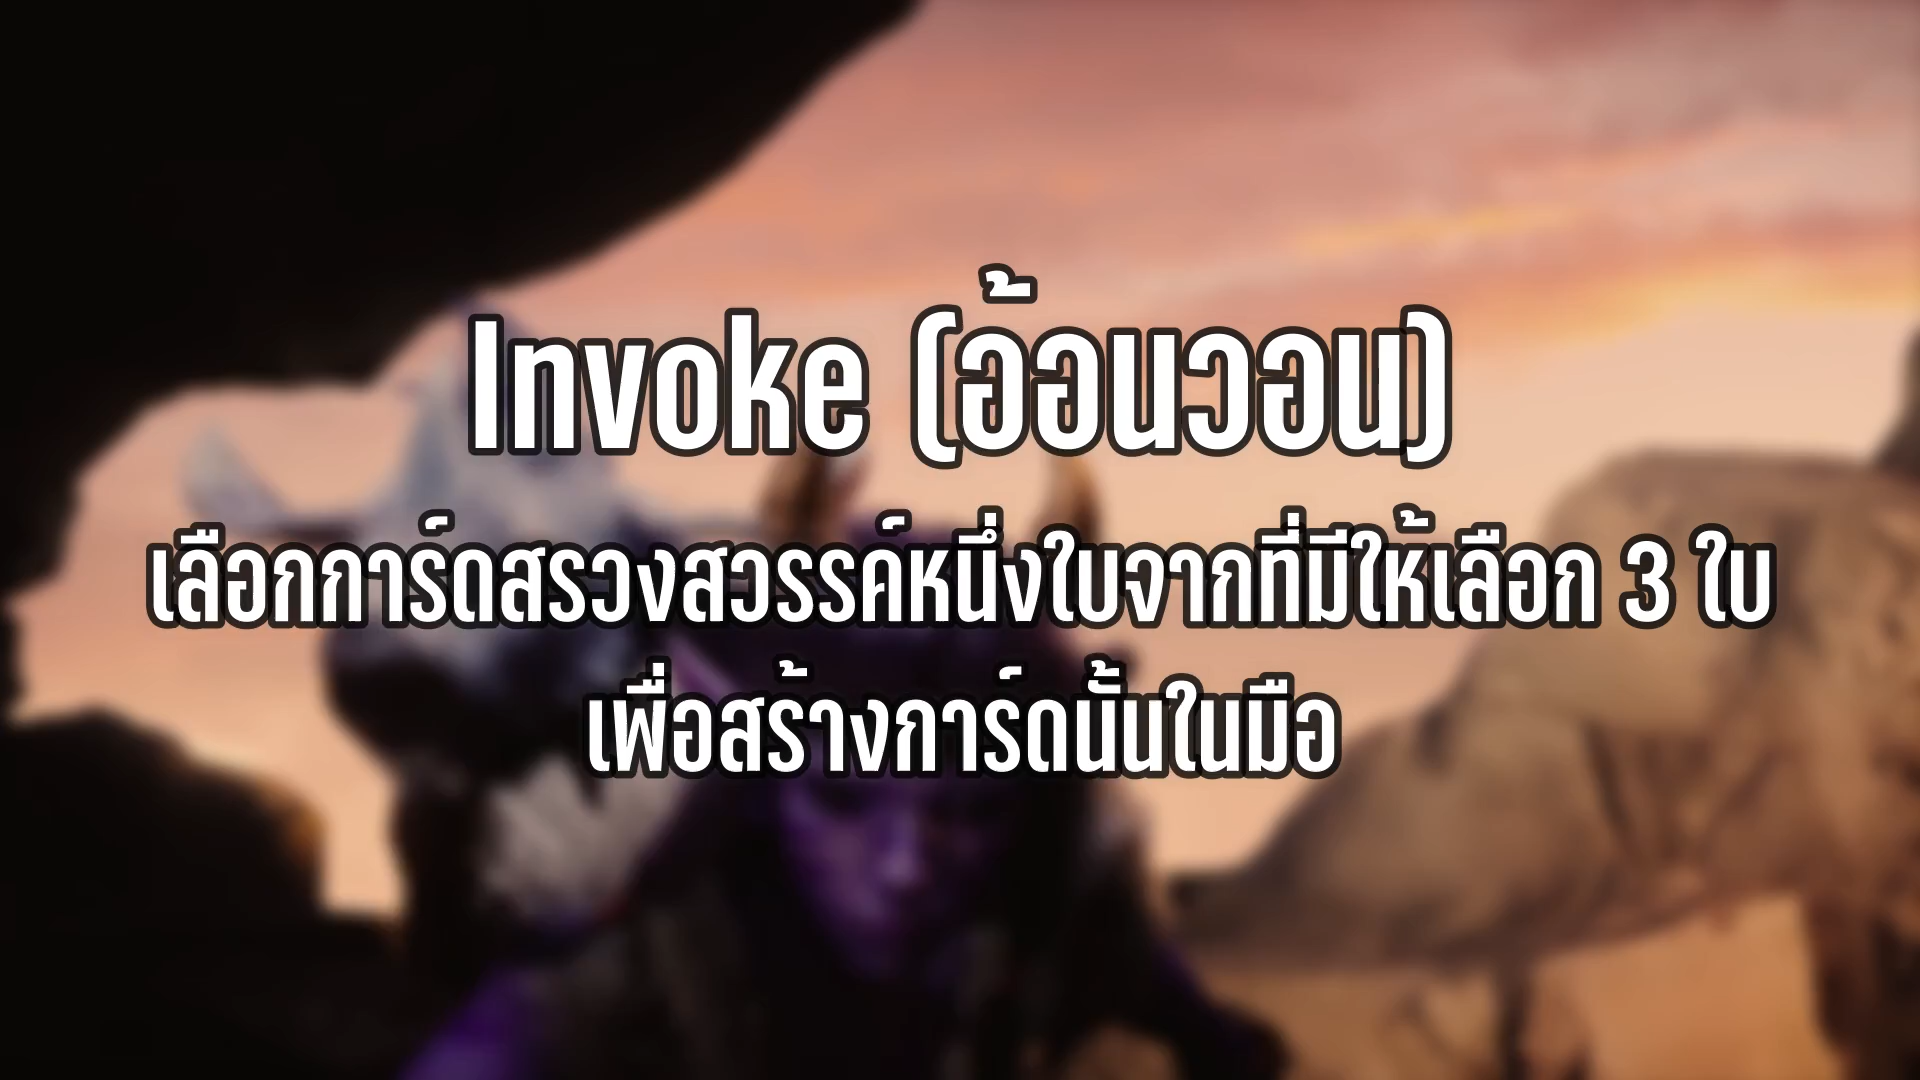 Invoke (อ้อนวอน)
เลือกการ์ดสรวงสวรรค์หนึ่งใบจากที่มีให้เลือก 3 ใบ
เพื่อสร้างการ์ดนั้นในมือ